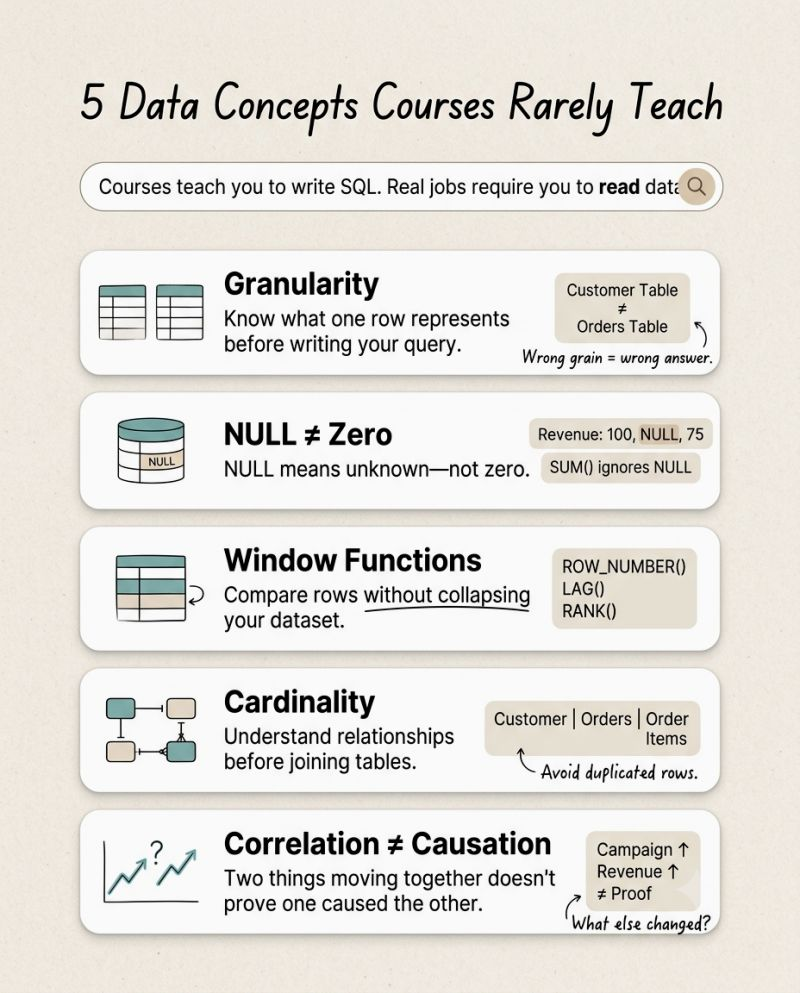 5 Data Concepts Courses Rarely Teach
Courses teach you to write SQL. Real jobs require you to read data
Granularity
Know what one row represents
before writing your query.
Customer Table
≠
Orders Table
Wrong grain = wrong answer.
NULL
NULL ≠ Zero
NULL means unknown—not zero.
Revenue: 100, NULL, 75
SUM() ignores NULL
Window Functions
Compare rows without collapsing
your dataset.
ROW_NUMBER()
LAG()
RANK()
Cardinality
Understand relationships
before joining tables.
Customer | Orders | Order
Items
Avoid duplicated rows.
?
Correlation ≠ Causation
Two things moving together doesn't
prove one caused the other.
Campaign ↑
Revenue ↑
≠ Proof
What else changed?